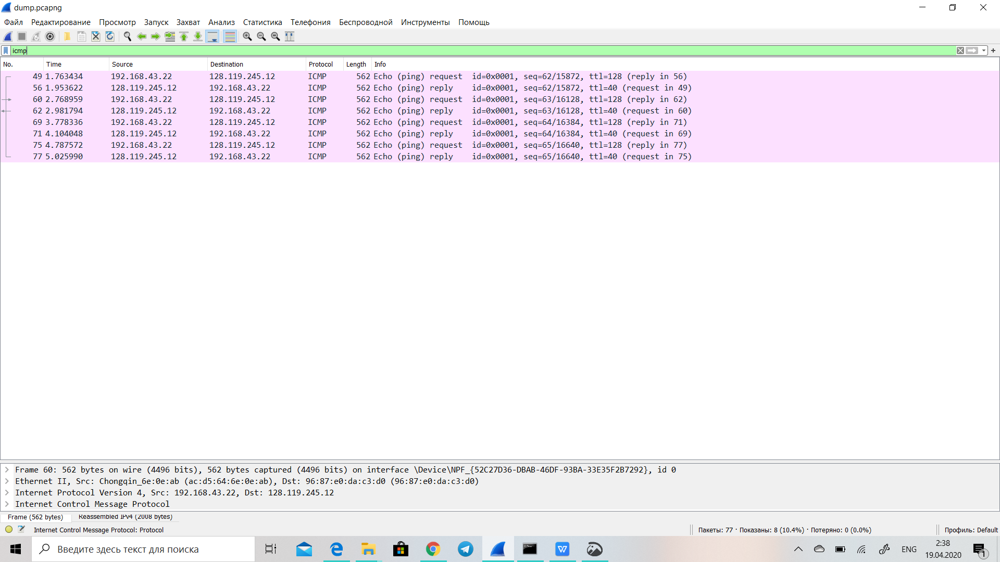 dump.pcapng
Файл Редактирование Просмотр Запуск Захват Анализ Статистика Телефония Беспроводной Инструменты Помощь
icmp
No. Time Source Destination Protocol Length Info
49 1.763434 192.168.43.22 128.119.245.12 ICMP 562 Echo (ping) request id=0x0001, seq=62/15872, ttl=128 (reply in 56)
56 1.953622 128.119.245.12 192.168.43.22 ICMP 562 Echo (ping) reply id=0x0001, seq=62/15872, ttl=40 (request in 49)
60 2.768959 192.168.43.22 128.119.245.12 ICMP 562 Echo (ping) request id=0x0001, seq=63/16128, ttl=128 (reply in 62)
62 2.981794 128.119.245.12 192.168.43.22 ICMP 562 Echo (ping) reply id=0x0001, seq=63/16128, ttl=40 (request in 60)
69 3.778336 192.168.43.22 128.119.245.12 ICMP 562 Echo (ping) request id=0x0001, seq=64/16384, ttl=128 (reply in 71)
71 4.104048 128.119.245.12 192.168.43.22 ICMP 562 Echo (ping) reply id=0x0001, seq=64/16384, ttl=40 (request in 69)
75 4.787572 192.168.43.22 128.119.245.12 ICMP 562 Echo (ping) request id=0x0001, seq=65/16640, ttl=128 (reply in 77)
77 5.025990 128.119.245.12 192.168.43.22 ICMP 562 Echo (ping) reply id=0x0001, seq=65/16640, ttl=40 (request in 75)
Frame 60: 562 bytes on wire (4496 bits), 562 bytes captured (4496 bits) on interface \Device\NPF_{52C27D36-DBAB-46DF-93BA-33E35F2B7292}, id 0
Ethernet II, Src: Chongqin_6e:0e:ab (ac:d5:64:6e:0e:ab), Dst: 96:87:e0:da:c3:d0 (96:87:e0:da:c3:d0)
Internet Protocol Version 4, Src: 192.168.43.22, Dst: 128.119.245.12
Internet Control Message Protocol
Frame (562 bytes) Reassembled IPv4 (2008 bytes)
Internet Control Message Protocol: Protocol Пакеты: 77 · Показаны: 8 (10.4%) · Потеряно: 0 (0.0%) Профиль: Default
Введите здесь текст для поиска
W
ENG
2:38
19.04.2020
1